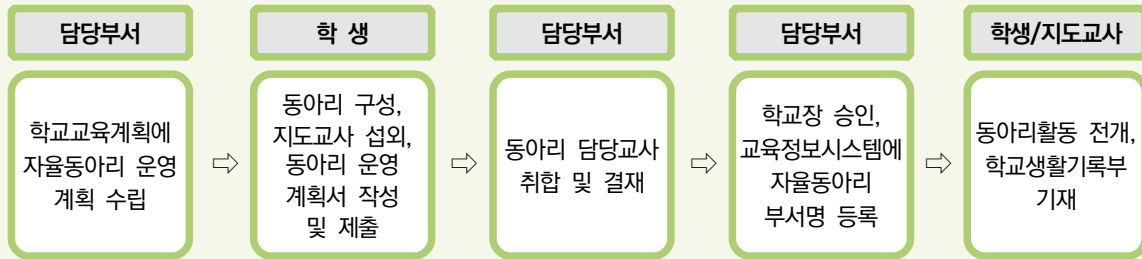 담당부서
학교교육계획에
자율동아리 운영
계획 수립
⇨
학 생
동아리 구성,
지도교사 섭외,
동아리 운영
계획서 작성
및 제출
⇨
담당부서
동아리 담당교사
취합 및 결재
⇨
담당부서
학교장 승인,
교육정보시스템에
자율동아리
부서명 등록
⇨
학생/지도교사
동아리활동 전개,
학교생활기록부
기재